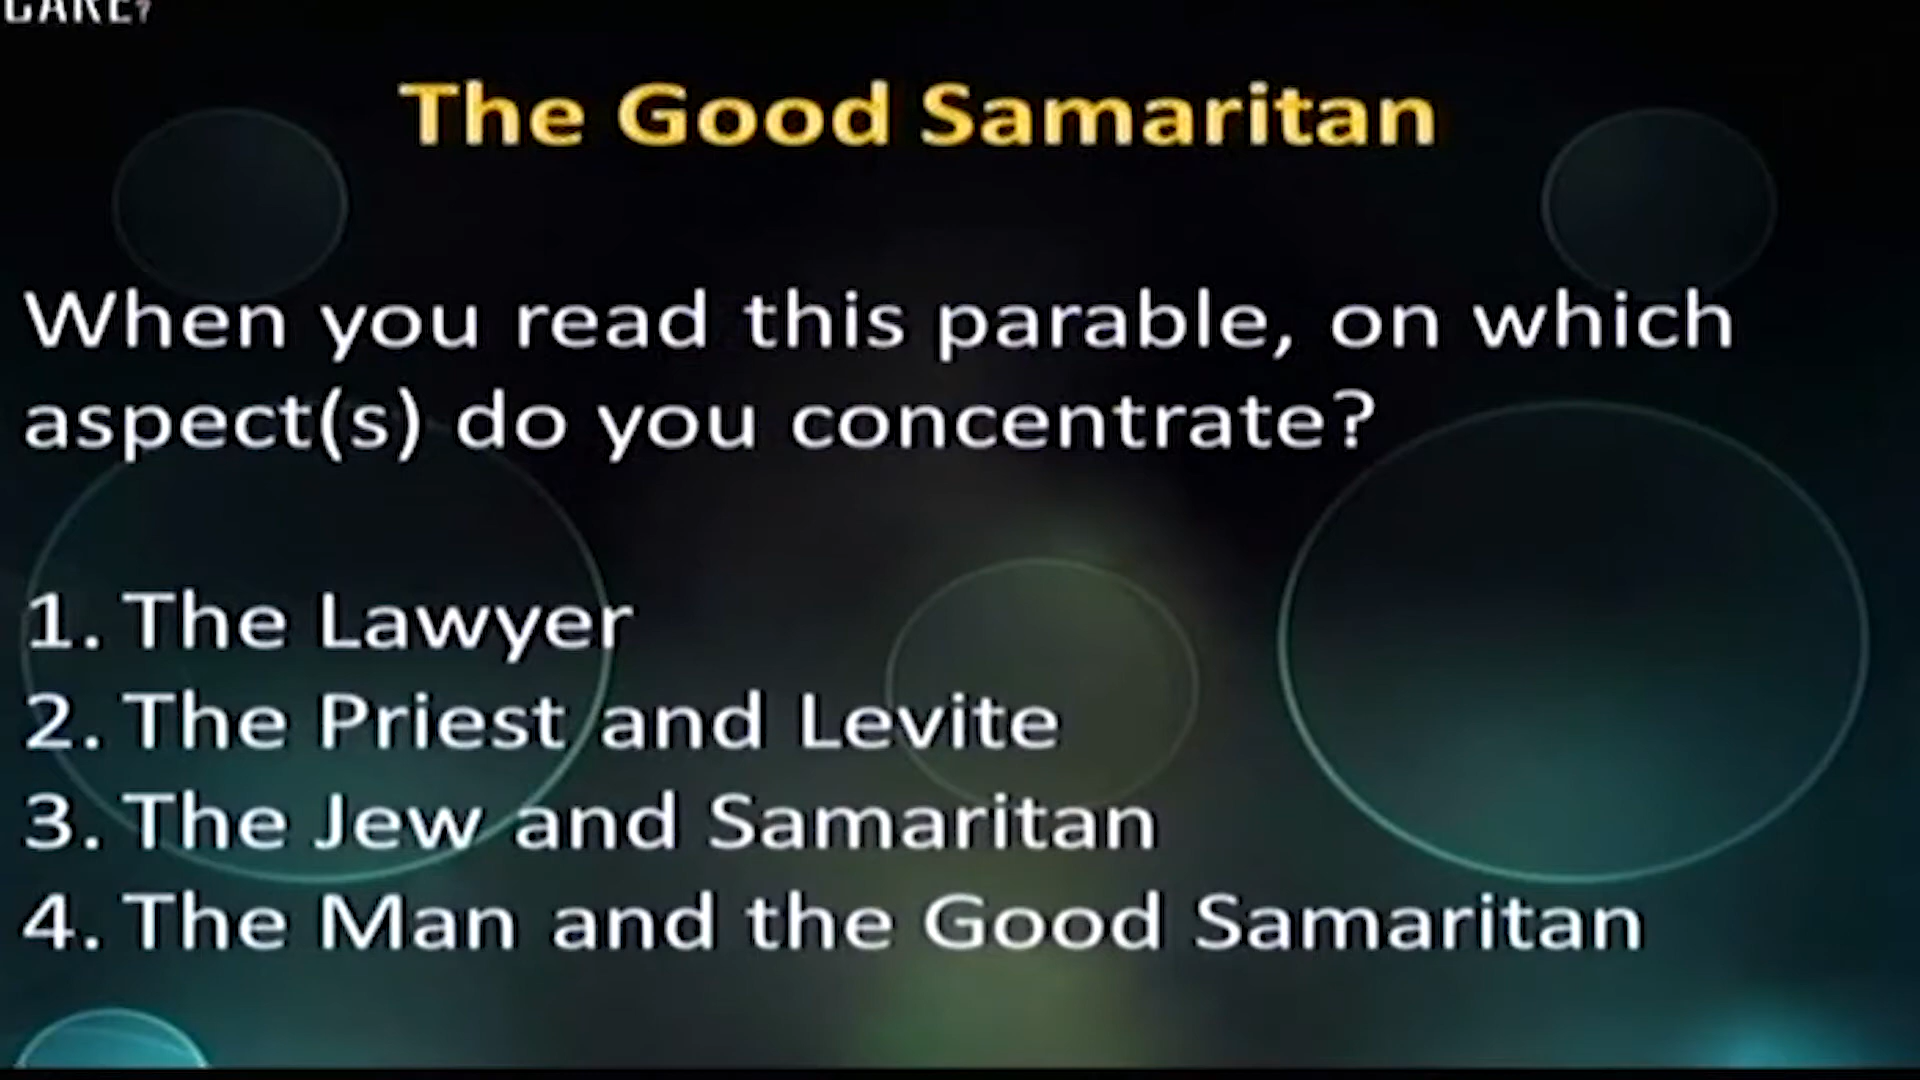 CARE?
The Good Samaritan
When you read this parable, on which
aspect(s) do you concentrate?
1. The Lawyer
2. The Priest and Levite
3. The Jew and Samaritan
4. The Man and the Good Samaritan